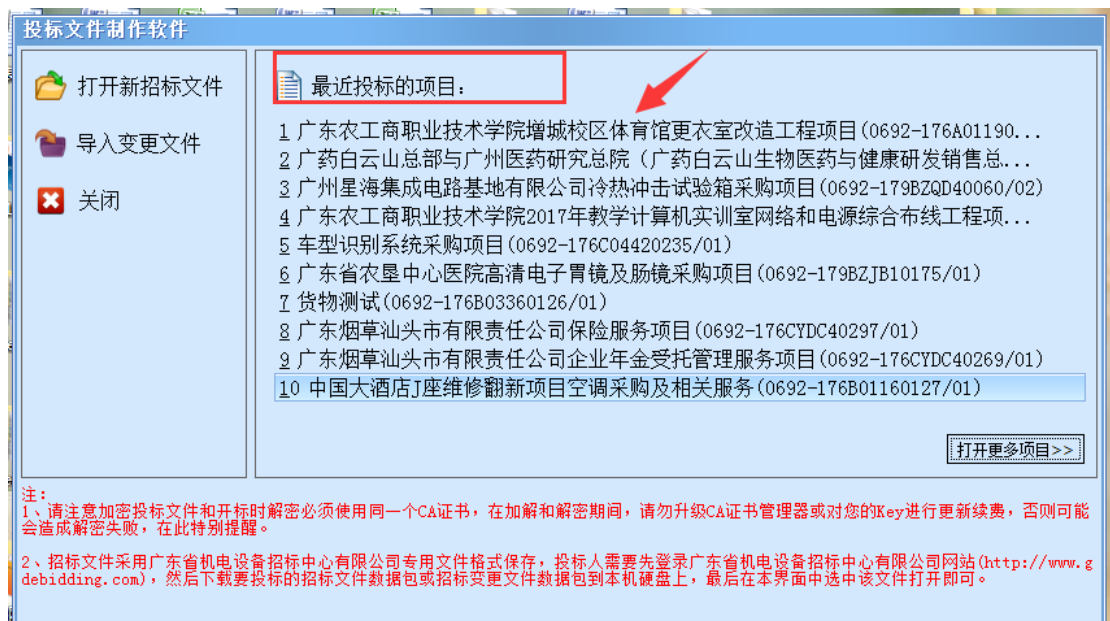 投标文件制作软件
打开新招标文件
导入变更文件
关闭
最近投标的项目:
1 广东农工商职业技术学院增城校区体育馆更衣室改造工程项目(0692-176A01190...
2 广药白云山总部与广州医药研究总院（广药白云山生物医药与健康研发销售总...
3 广州星海集成电路基地有限公司冷热冲击试验箱采购项目(0692-179BZQD40060/02)
4 广东农工商职业技术学院2017年教学计算机实训室网络和电源综合布线工程项...
5 车型识别系统采购项目(0692-176C04420235/01)
6 广东省农垦中心医院高清电子胃镜及肠镜采购项目(0692-179BZJB10175/01)
7 货物测试(0692-176B03360126/01)
8 广东烟草汕头市有限责任公司保险服务项目(0692-176CYDC40297/01)
9 广东烟草汕头市有限责任公司企业年金受托管理服务项目(0692-176CYDC40269/01)
10 中国大酒店J座维修翻新项目空调采购及相关服务(0692-176B01160127/01)
打开更多项目>>
注:
1、请注意加密投标文件和开标时解密必须使用同一个CA证书，在加解和解密期间，请勿升级CA证书管理器或对您的Key进行更新续费，否则可能
会造成解密失败，在此特别提醒。
2、招标文件采用广东省机电设备招标中心有限公司专用文件格式保存，投标人需要先登录广东省机电设备招标中心有限公司网站(http://www.g
debidding.com)，然后下载要投标的招标文件数据包或招标变更文件数据包到本机硬盘上，最后在本界面中选中该文件打开即可。